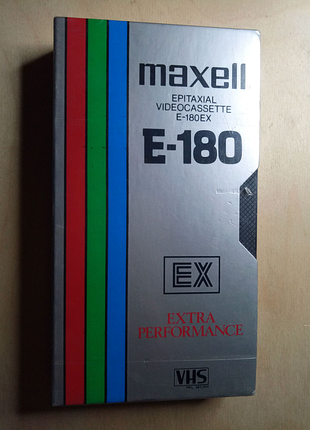 maxell
EPITAXIAL
VIDEOCASSETTE
E-180EX
E-180
EX
EXTRA
PERFORMANCE
VHS